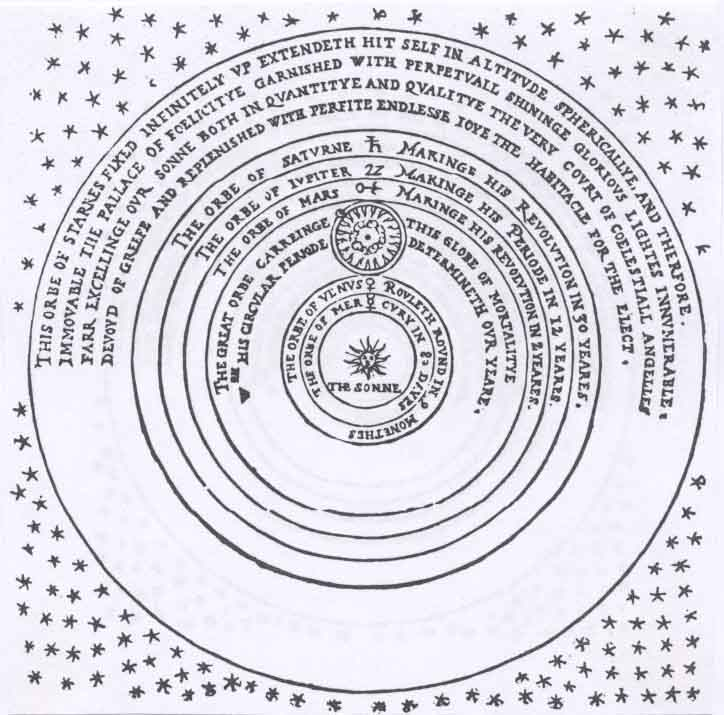 THIS ORBE OF STARRES FIXED INFINITELY VP EXTENDETH HIT SELF IN ALTITVDE SPHERICALLYE, AND THERFORE.
IMMOVABLE THE PALLACE OF FOELICITYE GARNISHED WITH PERPETVALL SHININGE GLORIOVS LIGHTES INNVMERABLE.
FARR EXCELLINGE OVR SONNE BOTH IN QVANTITYE AND QVALITYE THE VERY COVRT OF COELESTIALL ANGELLES
DEVOYD OF GREEFE AND REPLENISHED WITH PERFITE ENDLESSE IOYE THE HABITACLE FOR THE ELECT.
THE ORBE OF SATVRNE ♄ MAKINGE HIS REVOLVTION IN 30 YEARES.
THE ORBE OF IVPITER ♃ MAKINGE HIS PERIODE IN 12 YEARES.
THE ORBE OF MARS ♂ MAKINGE HIS REVOLVTION IN 2 YEARES.
THE GREAT ORBE CARREINGE THIS GLOBE OF MORTALITYE
HIS CIRCVLAR PERIODE DETERMINETH OVR YEARE.
THE ORBE OF VENVS ♀ ROVLETH ROVND IN 9 MONETHES
THE ORBE OF MER ☿ CVRY IN 80 DAYES
THE SONNE